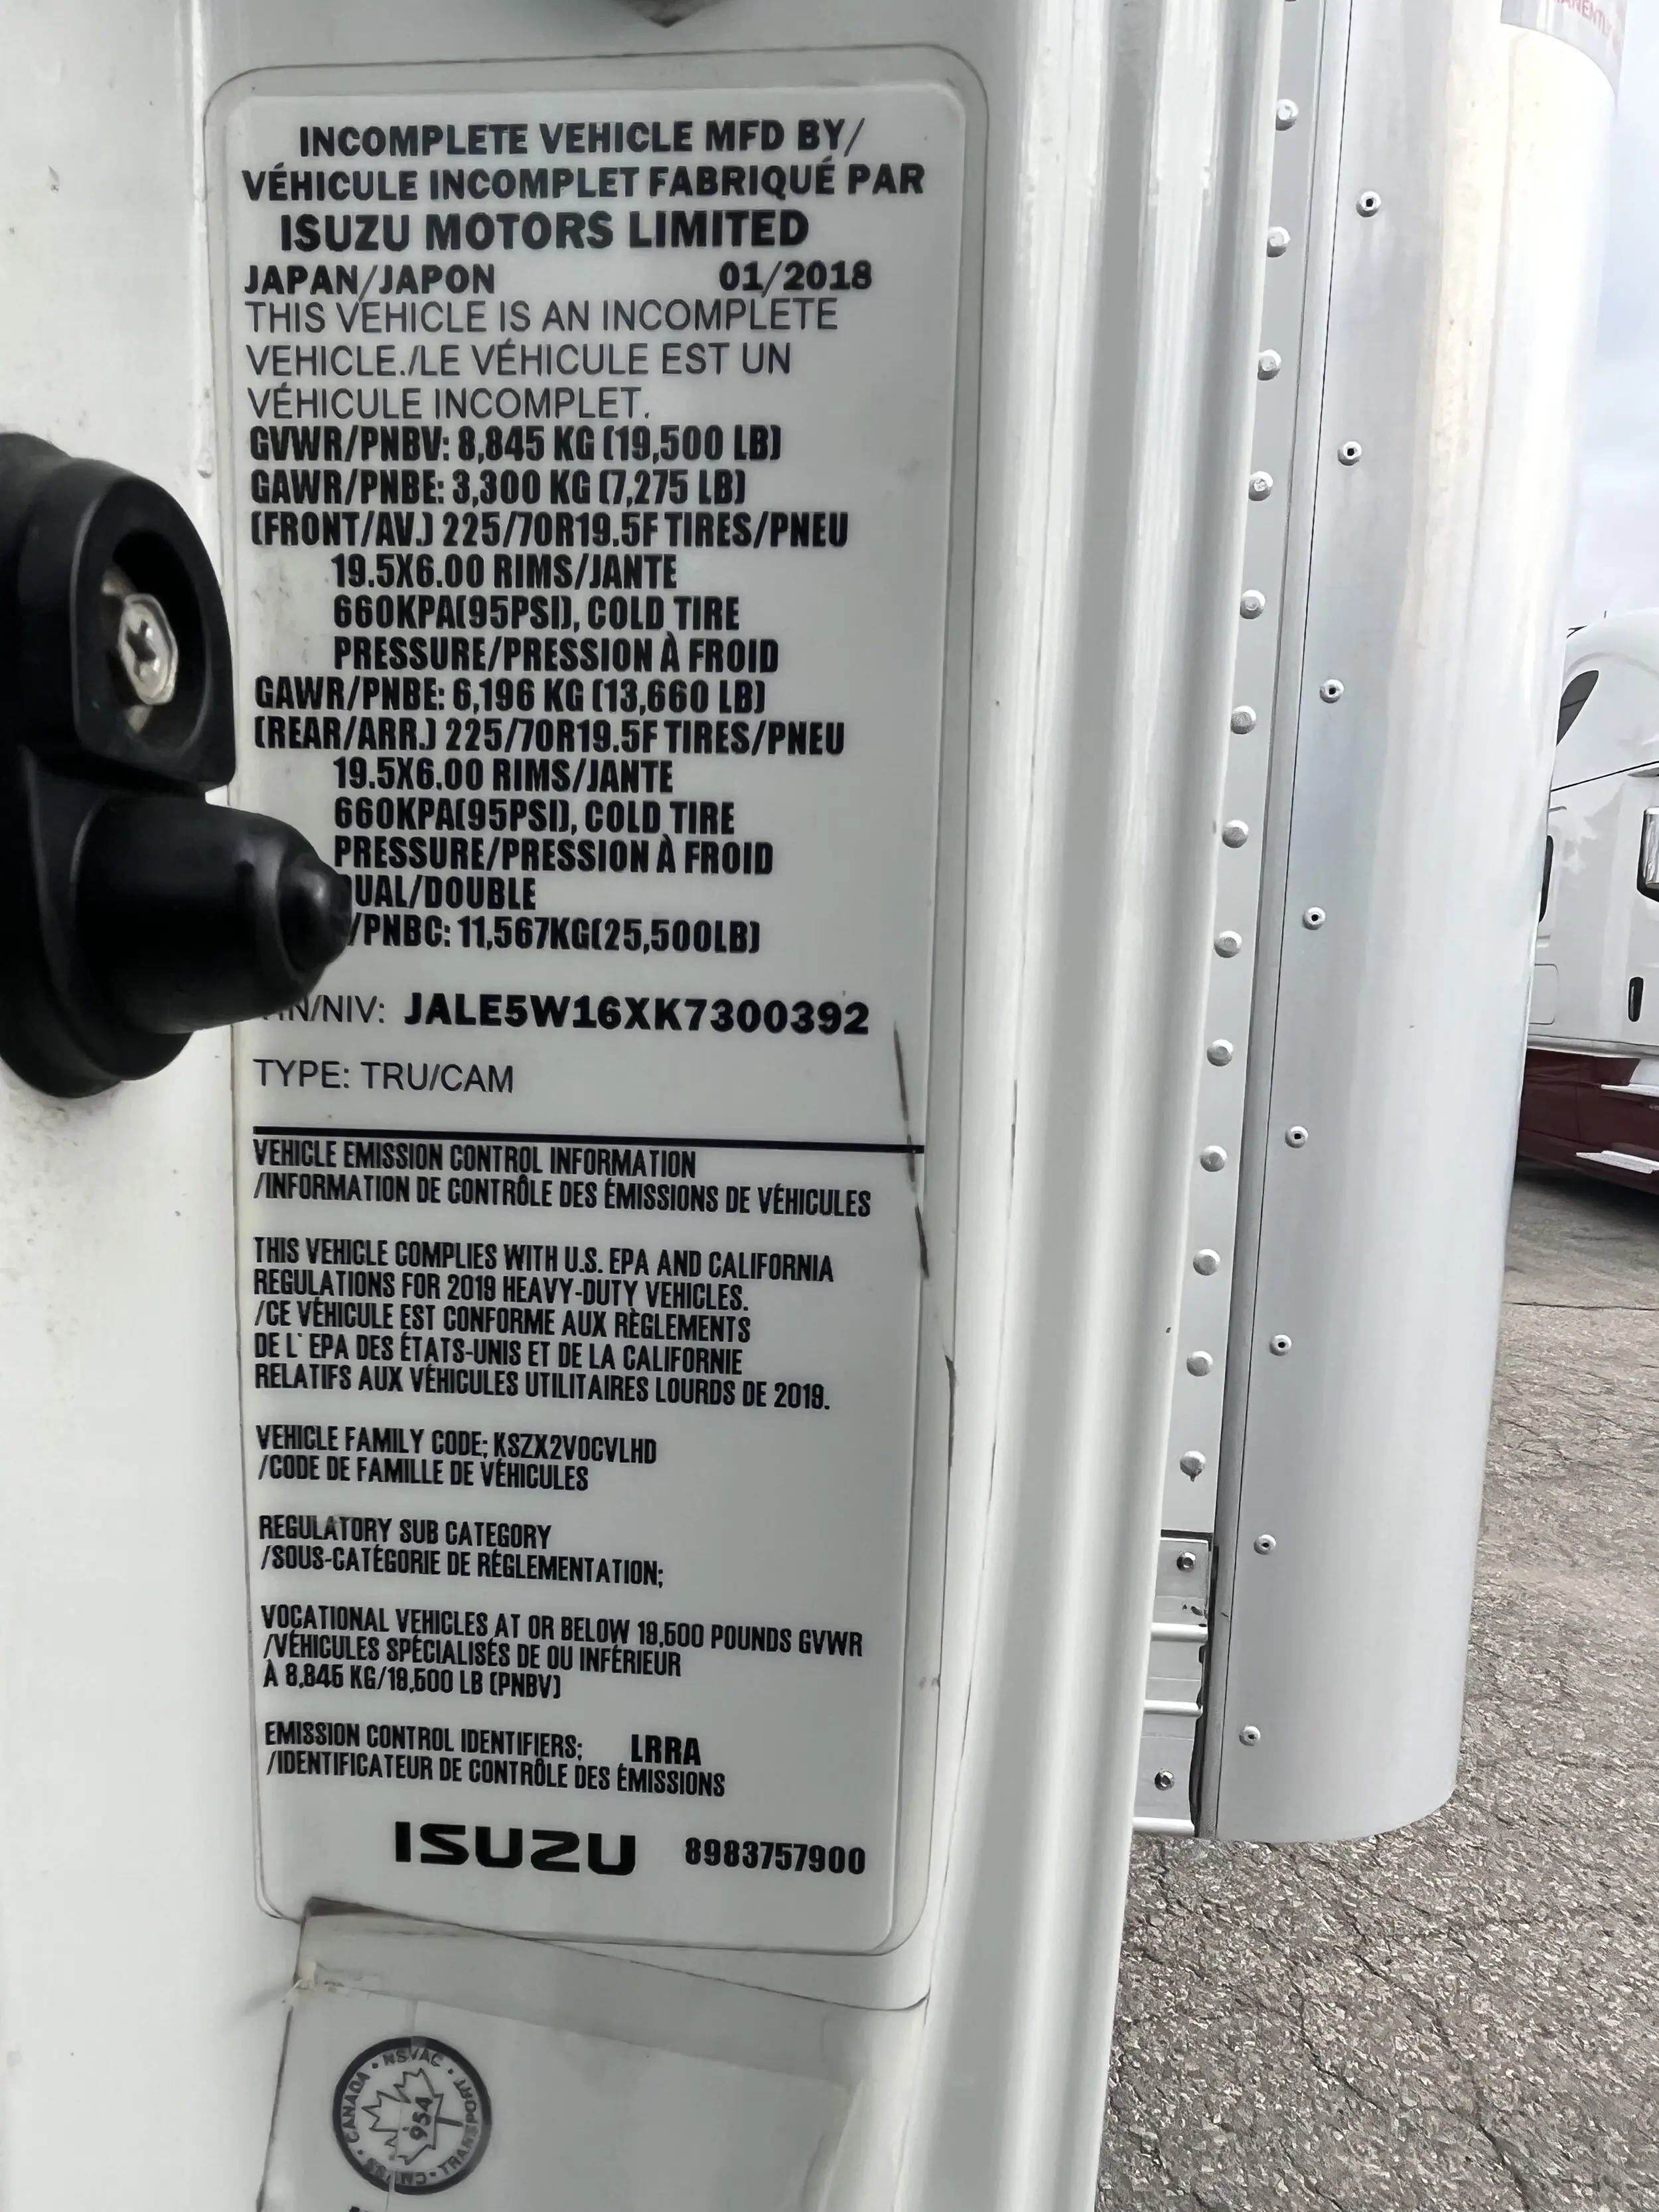 INCOMPLETE VEHICLE MFD BY/
VÉHICULE INCOMPLET FABRIQUÉ PAR
ISUZU MOTORS LIMITED
JAPAN/JAPON 01/2018
THIS VEHICLE IS AN INCOMPLETE
VEHICLE./LE VÉHICULE EST UN
VÉHICULE INCOMPLET.
GVWR/PNBV: 8,845 KG (19,500 LB)
GAWR/PNBE: 3,300 KG (7,275 LB)
(FRONT/AV.) 225/70R19.5F TIRES/PNEU
19.5X6.00 RIMS/JANTE
660KPA(95PSI), COLD TIRE
PRESSURE/PRESSION À FROID
GAWR/PNBE: 6,196 KG (13,660 LB)
(REAR/ARR.) 225/70R19.5F TIRES/PNEU
19.5X6.00 RIMS/JANTE
660KPA(95PSI), COLD TIRE
PRESSURE/PRESSION À FROID
UAL/DOUBLE
/PNBC: 11,567KG(25,500LB)
IN/NIV: JALE5W16XK7300392
TYPE: TRU/CAM
VEHICLE EMISSION CONTROL INFORMATION
/INFORMATION DE CONTRÔLE DES ÉMISSIONS DE VÉHICULES
THIS VEHICLE COMPLIES WITH U.S. EPA AND CALIFORNIA
REGULATIONS FOR 2019 HEAVY-DUTY VEHICLES.
/CE VÉHICULE EST CONFORME AUX RÈGLEMENTS
DE L' EPA DES ÉTATS-UNIS ET DE LA CALIFORNIE
RELATIFS AUX VÉHICULES UTILITAIRES LOURDS DE 2019.
VEHICLE FAMILY CODE; KSZX2VOCVLHD
/CODE DE FAMILLE DE VÉHICULES
REGULATORY SUB CATEGORY
/SOUS-CATÉGORIE DE RÉGLEMENTATION;
VOCATIONAL VEHICLES AT OR BELOW 19,500 POUNDS GVWR
/VÉHICULES SPÉCIALISÉS DE OU INFÉRIEUR
À 8,845 KG/19,500 LB (PNBV)
EMISSION CONTROL IDENTIFIERS; LRRA
/IDENTIFICATEUR DE CONTRÔLE DES ÉMISSIONS
ISUZU 8983757900
CANADA · NSVAC · TRANSPORT
954